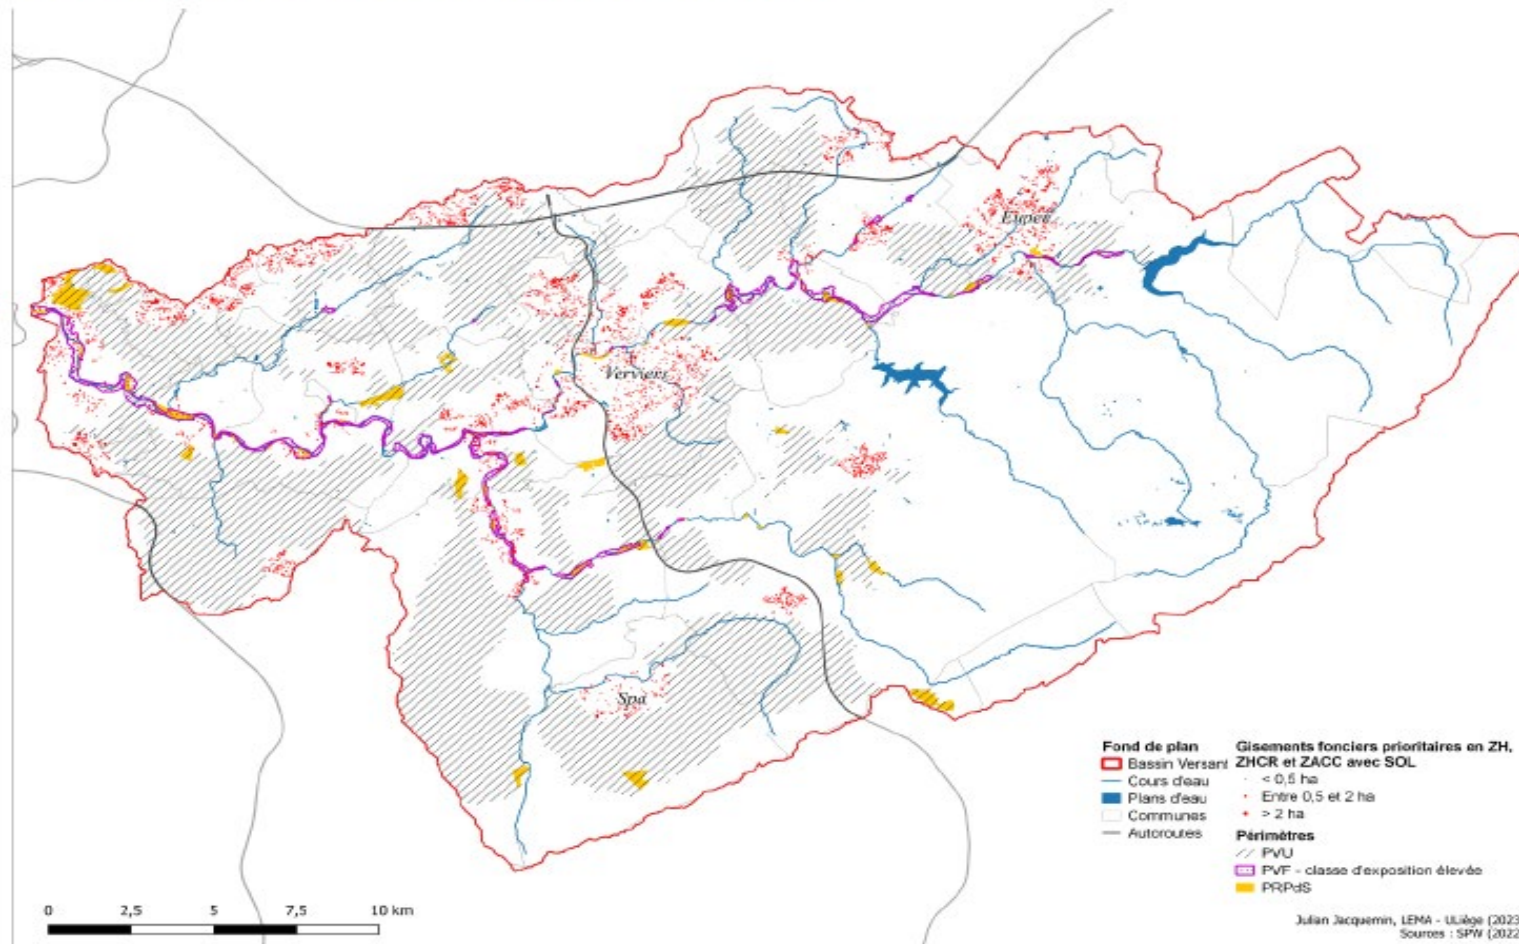 Eupen
Verviers
Spa
Fond de plan
Bassin Versant
Cours d'eau
Plans d'eau
Communes
Autoroutes
Gisements fonciers prioritaires en ZH,
ZHCR et ZACC avec SOL
< 0,5 ha
Entre 0,5 et 2 ha
> 2 ha
Périmètres
PVU
PVF - classe d'exposition élevée
PRPdS
0 2,5 5 7,5 10 km
Julien Jacquemin, LEMA - ULiège (2023
Sources : SPW (2022